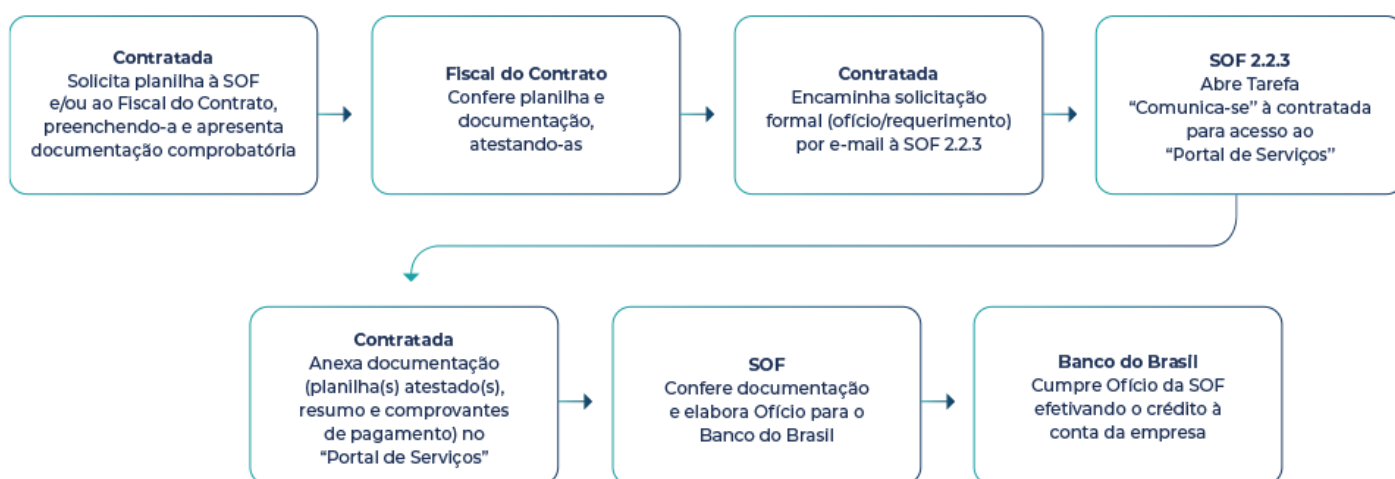 Contratada
Solicita planilha à SOF
e/ou ao Fiscal do Contrato,
preenchendo-a e apresenta
documentação comprobatória
Fiscal do Contrato
Confere planilha e
documentação,
atestando-as
Contratada
Encaminha solicitação
formal (ofício/requerimento)
por e-mail à SOF 2.2.3
SOF 2.2.3
Abre Tarefa
“Comunica-se” à contratada
para acesso ao
“Portal de Serviços”
Contratada
Anexa documentação
(planilha(s) atestado(s),
resumo e comprovantes
de pagamento) no
“Portal de Serviços”
SOF
Confere documentação
e elabora Ofício para o
Banco do Brasil
Banco do Brasil
Cumpre Ofício da SOF
efetivando o crédito à
conta da empresa